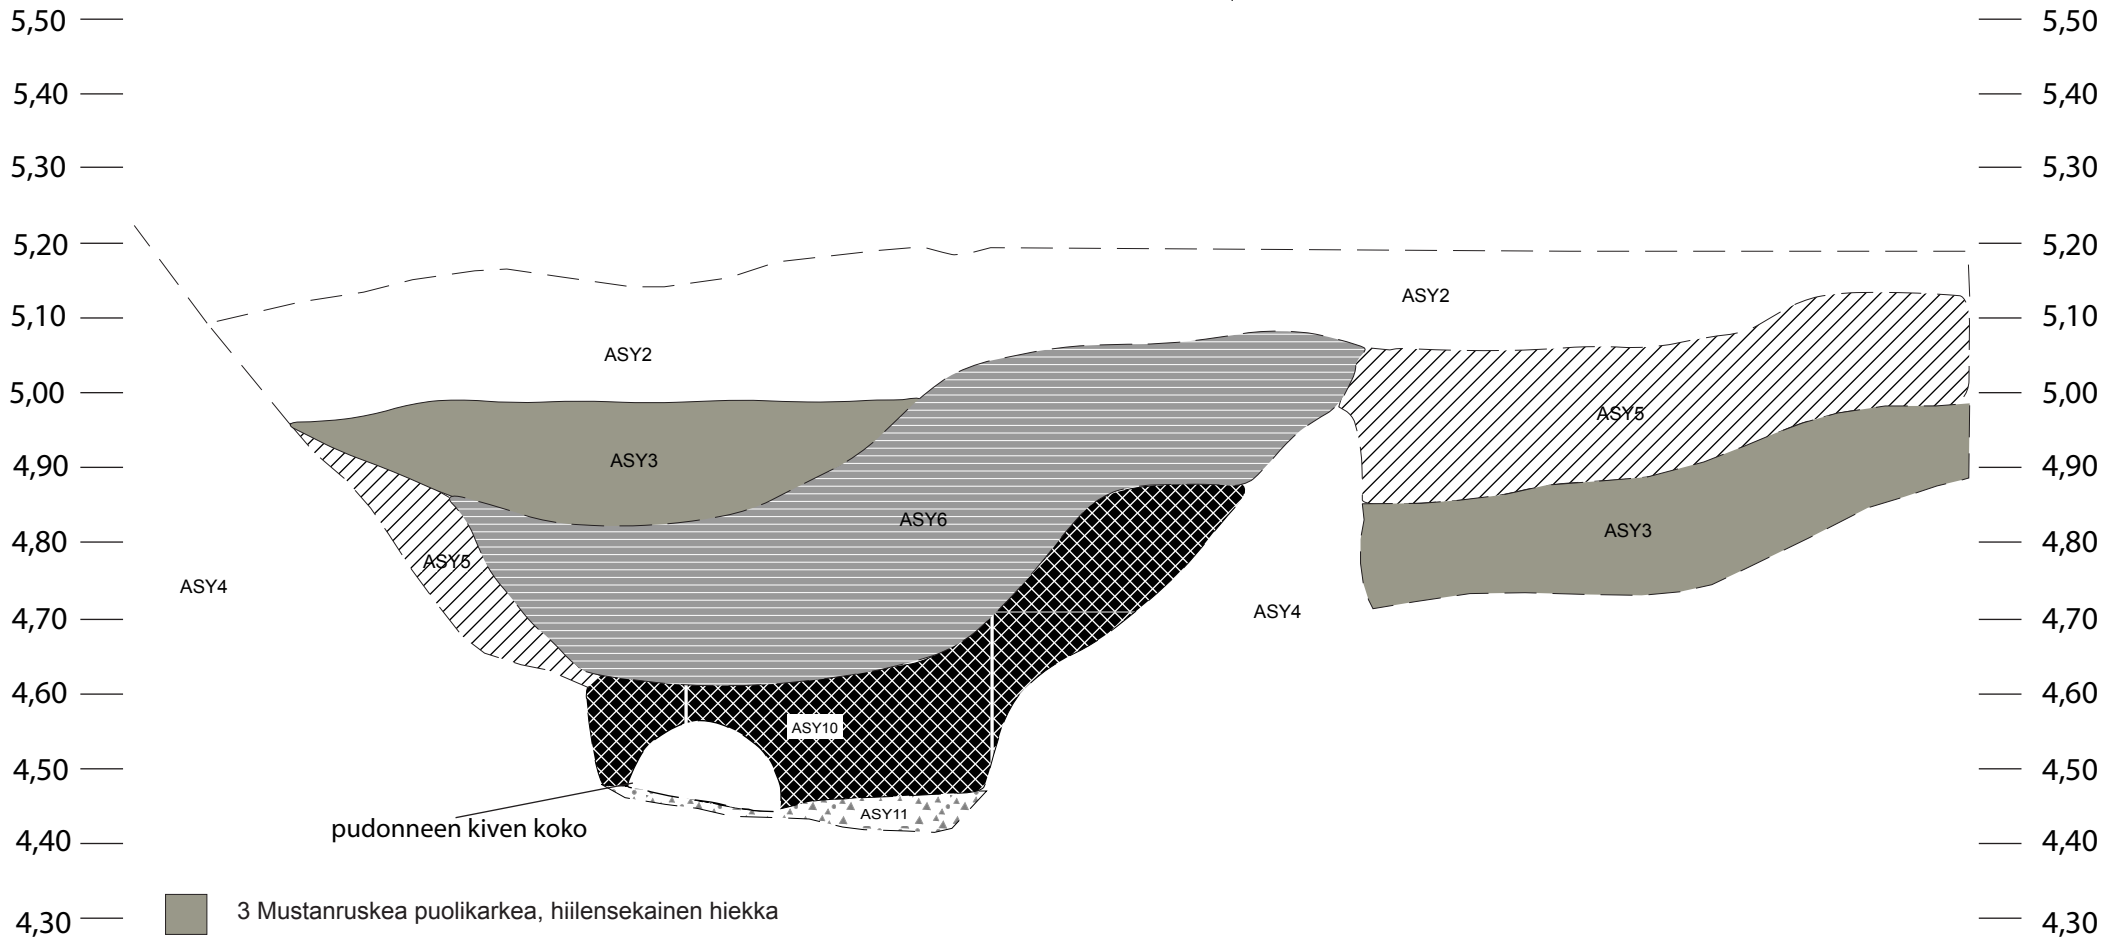 5,50 5,50
5,40 5,40
5,30 5,30
5,20 5,20
ASY2
5,10 5,10
ASY2
5,00 5,00
ASY5
ASY3
4,90 4,90
ASY6
ASY3
4,80 4,80
ASY5
ASY4
ASY4
4,70 4,70
4,60 4,60
ASY10
4,50 4,50
ASY11
pudonneen kiven koko
4,40 4,40
3 Mustanruskea puolikarkea, hiilensekainen hiekka
4,30 4,30